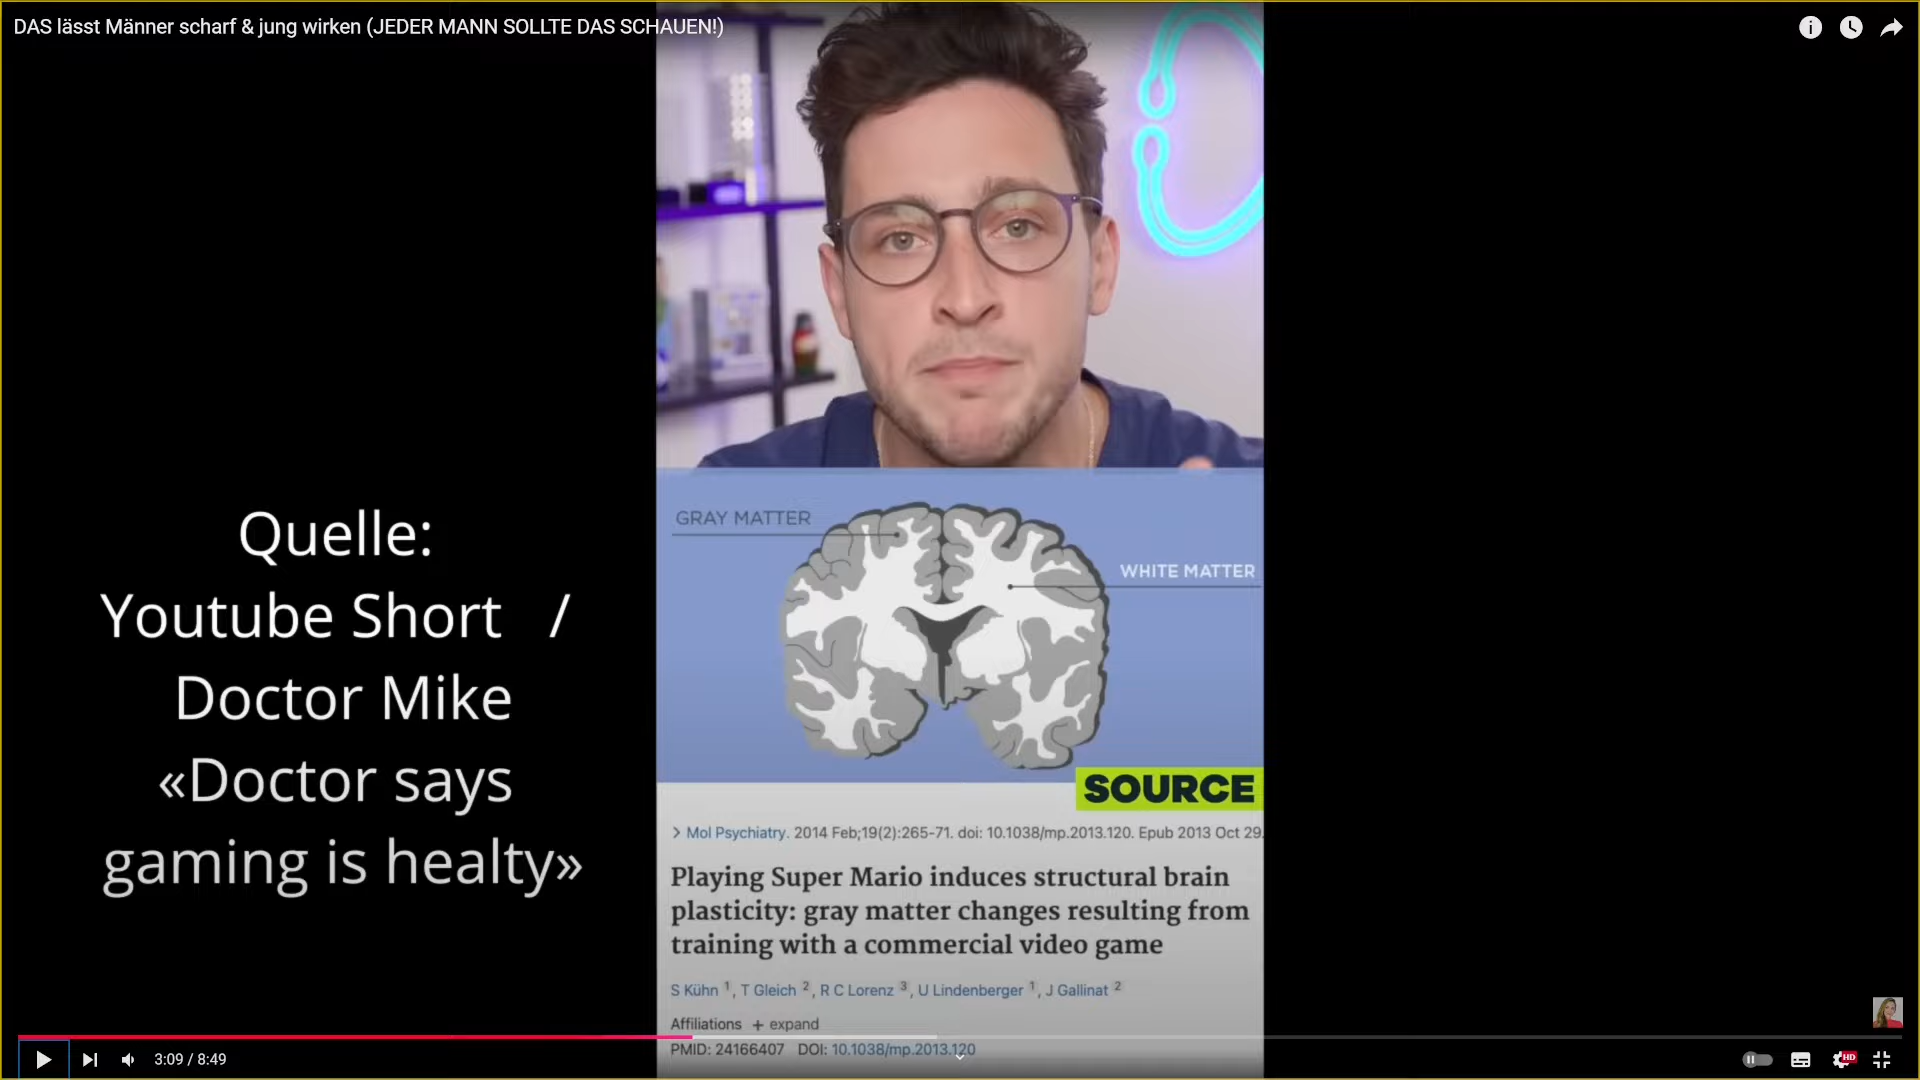 DAS lässt Männer scharf & jung wirken (JEDER MANN SOLLTE DAS SCHAUEN!)
Quelle:
Youtube Short /
Doctor Mike
«Doctor says
gaming is healty»
GRAY MATTER
WHITE MATTER
SOURCE
> Mol Psychiatry. 2014 Feb;19(2):265-71. doi: 10.1038/mp.2013.120. Epub 2013 Oct 29.
Playing Super Mario induces structural brain
plasticity: gray matter changes resulting from
training with a commercial video game
S Kühn 1, T Gleich 2, R C Lorenz 3, U Lindenberger 1, J Gallinat 2
Affiliations + expand
PMID: 24166407 DOI: 10.1038/mp.2013.120
3:09 / 8:49
HD